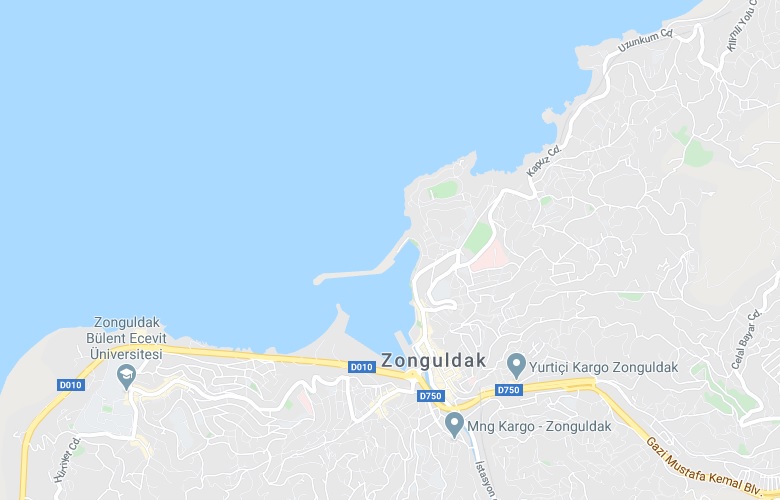 Uzunkum Cd.
Kilimli Yolu C
Kapuz Cd.
Zonguldak
Bülent Ecevit
Üniversitesi
Celal Bayar Cd
D010
Zonguldak
Yurtiçi Kargo Zonguldak
D010
D750
D750
Mng Kargo - Zonguldak
Hürriyet Cd.
İstasyon
Gazi Mustafa Kemal Blv